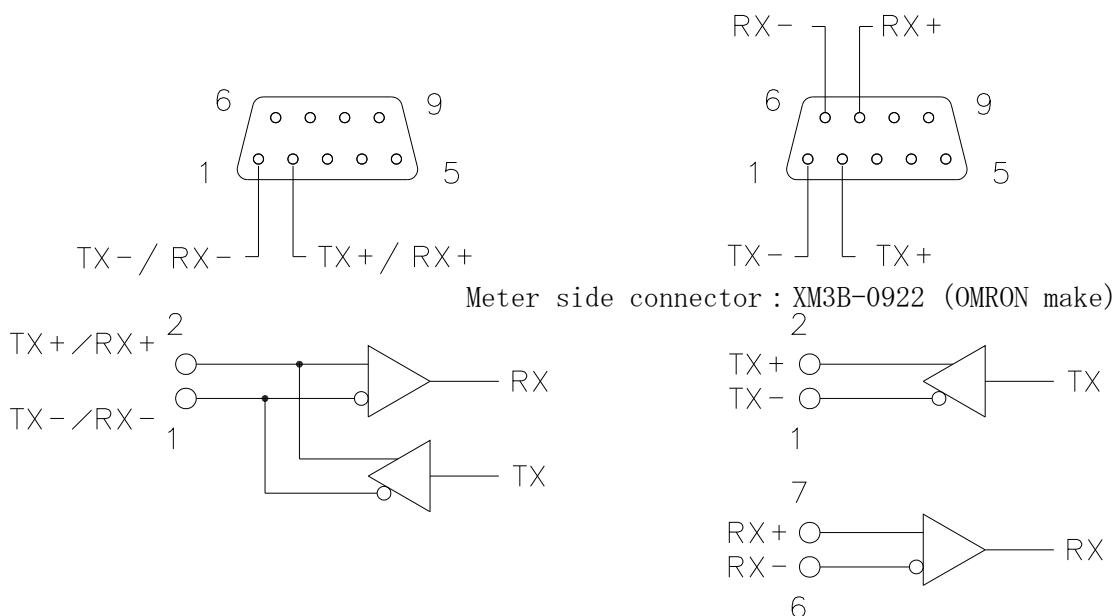 RX- RX+
6 9
1 5
TX-/RX- TX+/RX+
6 9
1 5
TX- TX+
Meter side connector : XM3B-0922 (OMRON make)
2
TX+/RX+
RX
TX-/RX-
1
TX
2
TX+
TX-
TX
1
7
RX+
RX-
RX
6